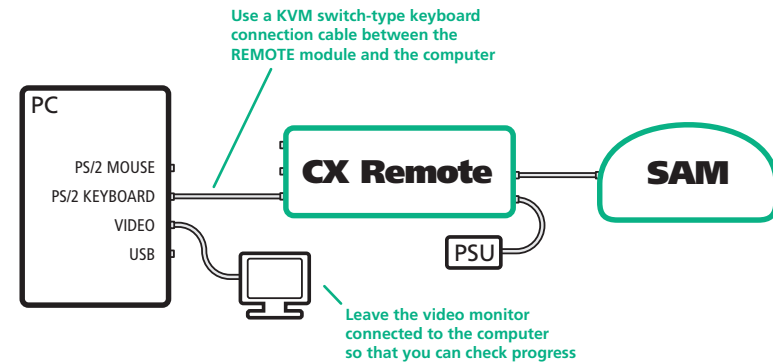 Use a KVM switch-type keyboard
connection cable between the
REMOTE module and the computer
PC
PS/2 MOUSE
PS/2 KEYBOARD
VIDEO
USB
CX Remote
SAM
PSU
Leave the video monitor
connected to the computer
so that you can check progress